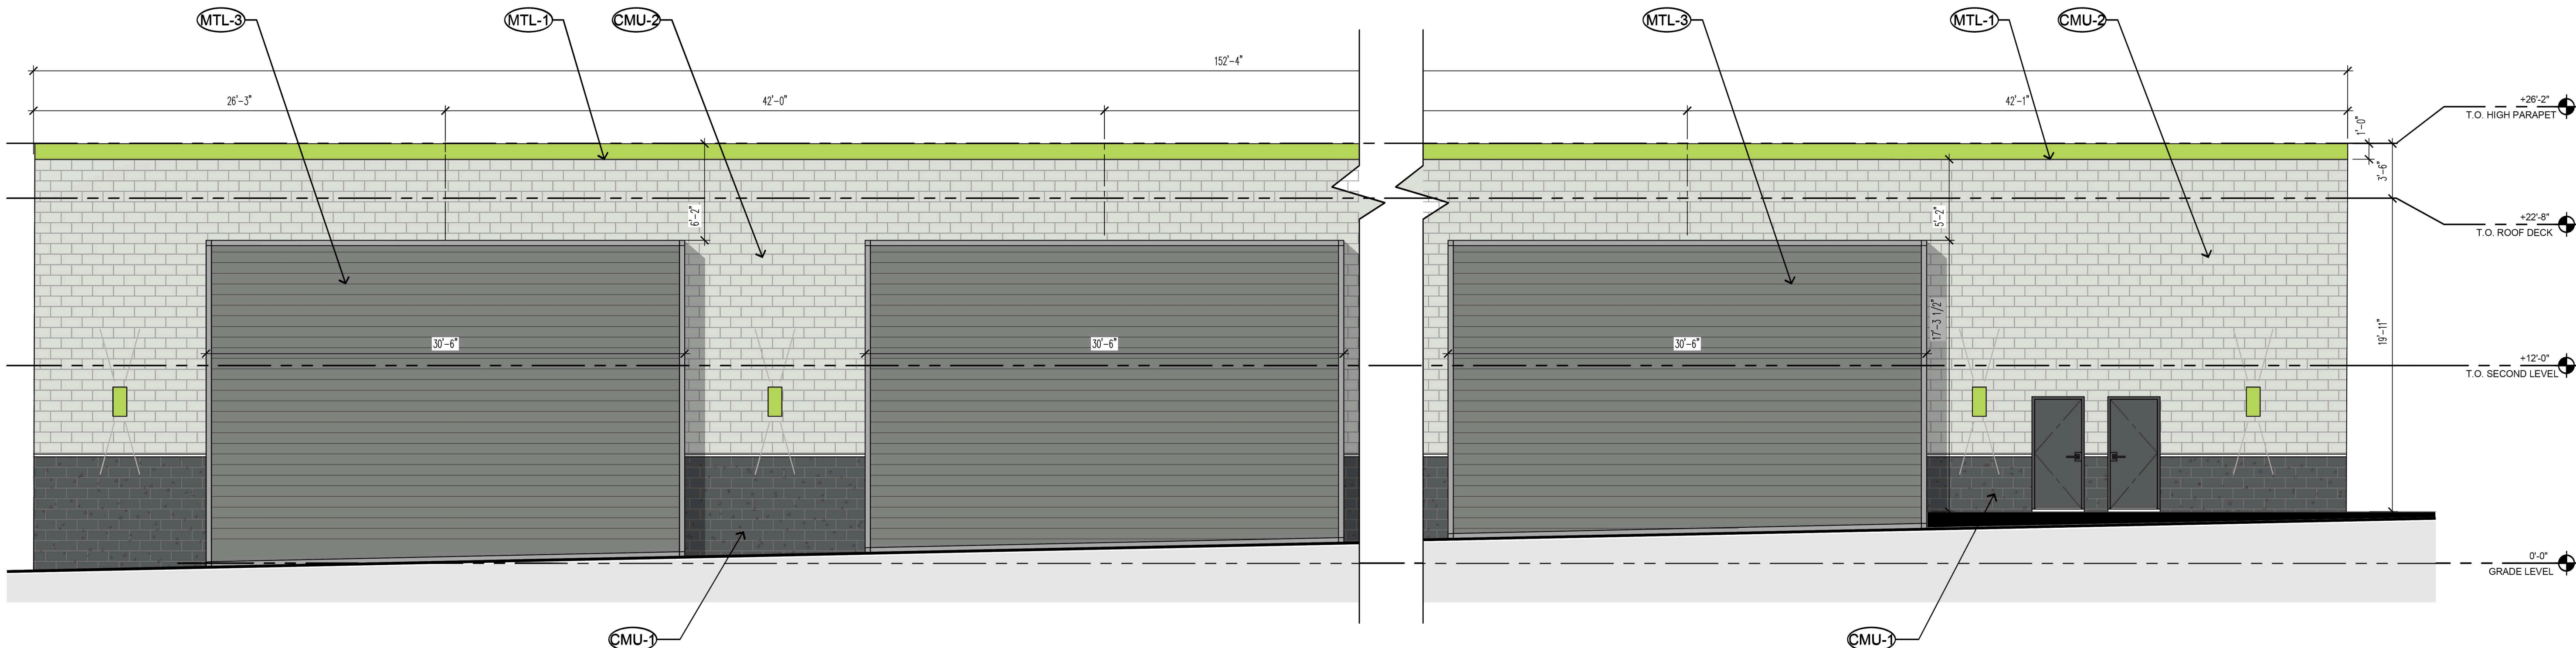 MTL-3
MTL-1
CMU-2
MTL-3
MTL-1
CMU-2
152'-4"
26'-3"
42'-0"
42'-1"
+26'-2"
T.O. HIGH PARAPET
1'-0"
3'-6"
6'-2"
5'-2"
+22'-8"
T.O. ROOF DECK
17'-3 1/2"
19'-11"
30'-6"
30'-6"
30'-6"
+12'-0"
T.O. SECOND LEVEL
0'-0"
GRADE LEVEL
CMU-1
CMU-1